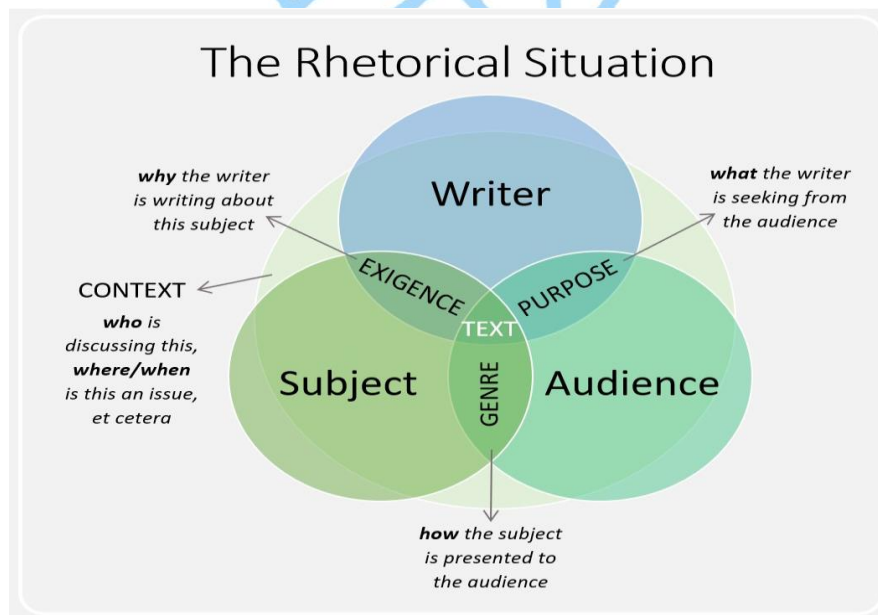 The Rhetorical Situation
why the writer
is writing about
this subject
Writer
what the writer
is seeking from
the audience
EXIGENCE
PURPOSE
CONTEXT
who is
discussing this,
where/when
is this an issue,
et cetera
TEXT
Subject
GENRE
Audience
how the subject
is presented to
the audience